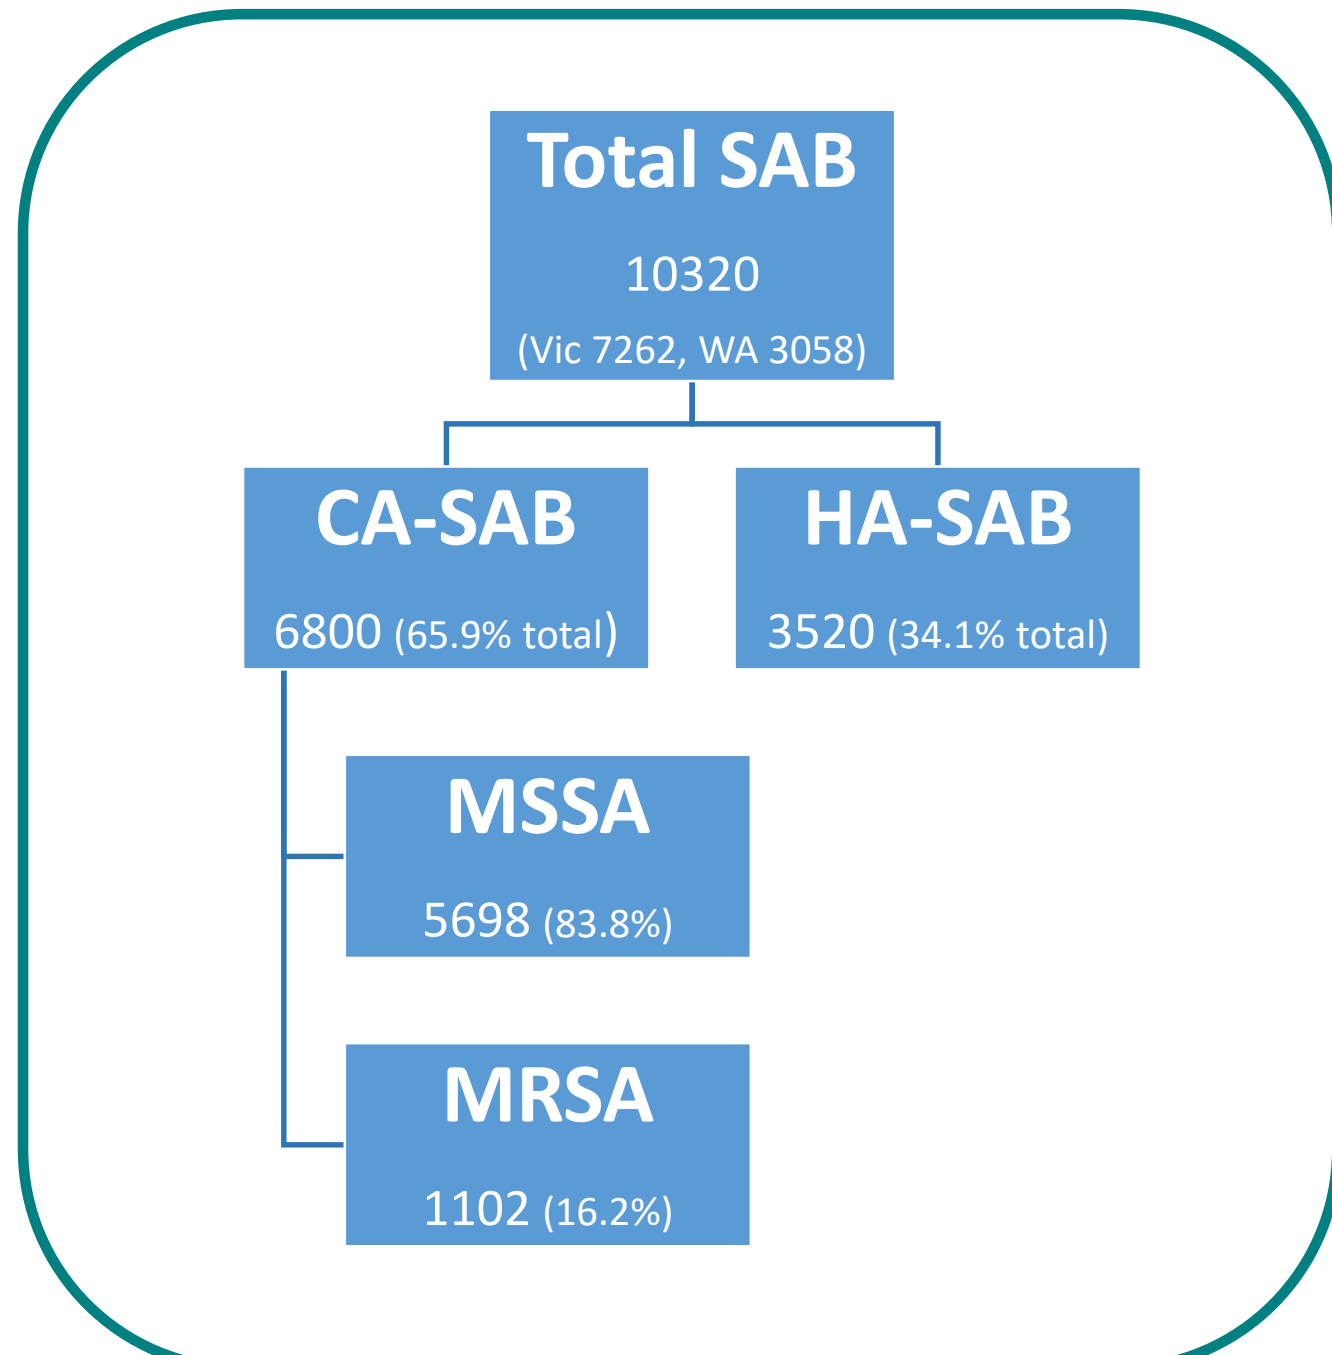 Total SAB
10320
(Vic 7262, WA 3058)
CA-SAB
6800 (65.9% total)
HA-SAB
3520 (34.1% total)
MSSA
5698 (83.8%)
MRSA
1102 (16.2%)